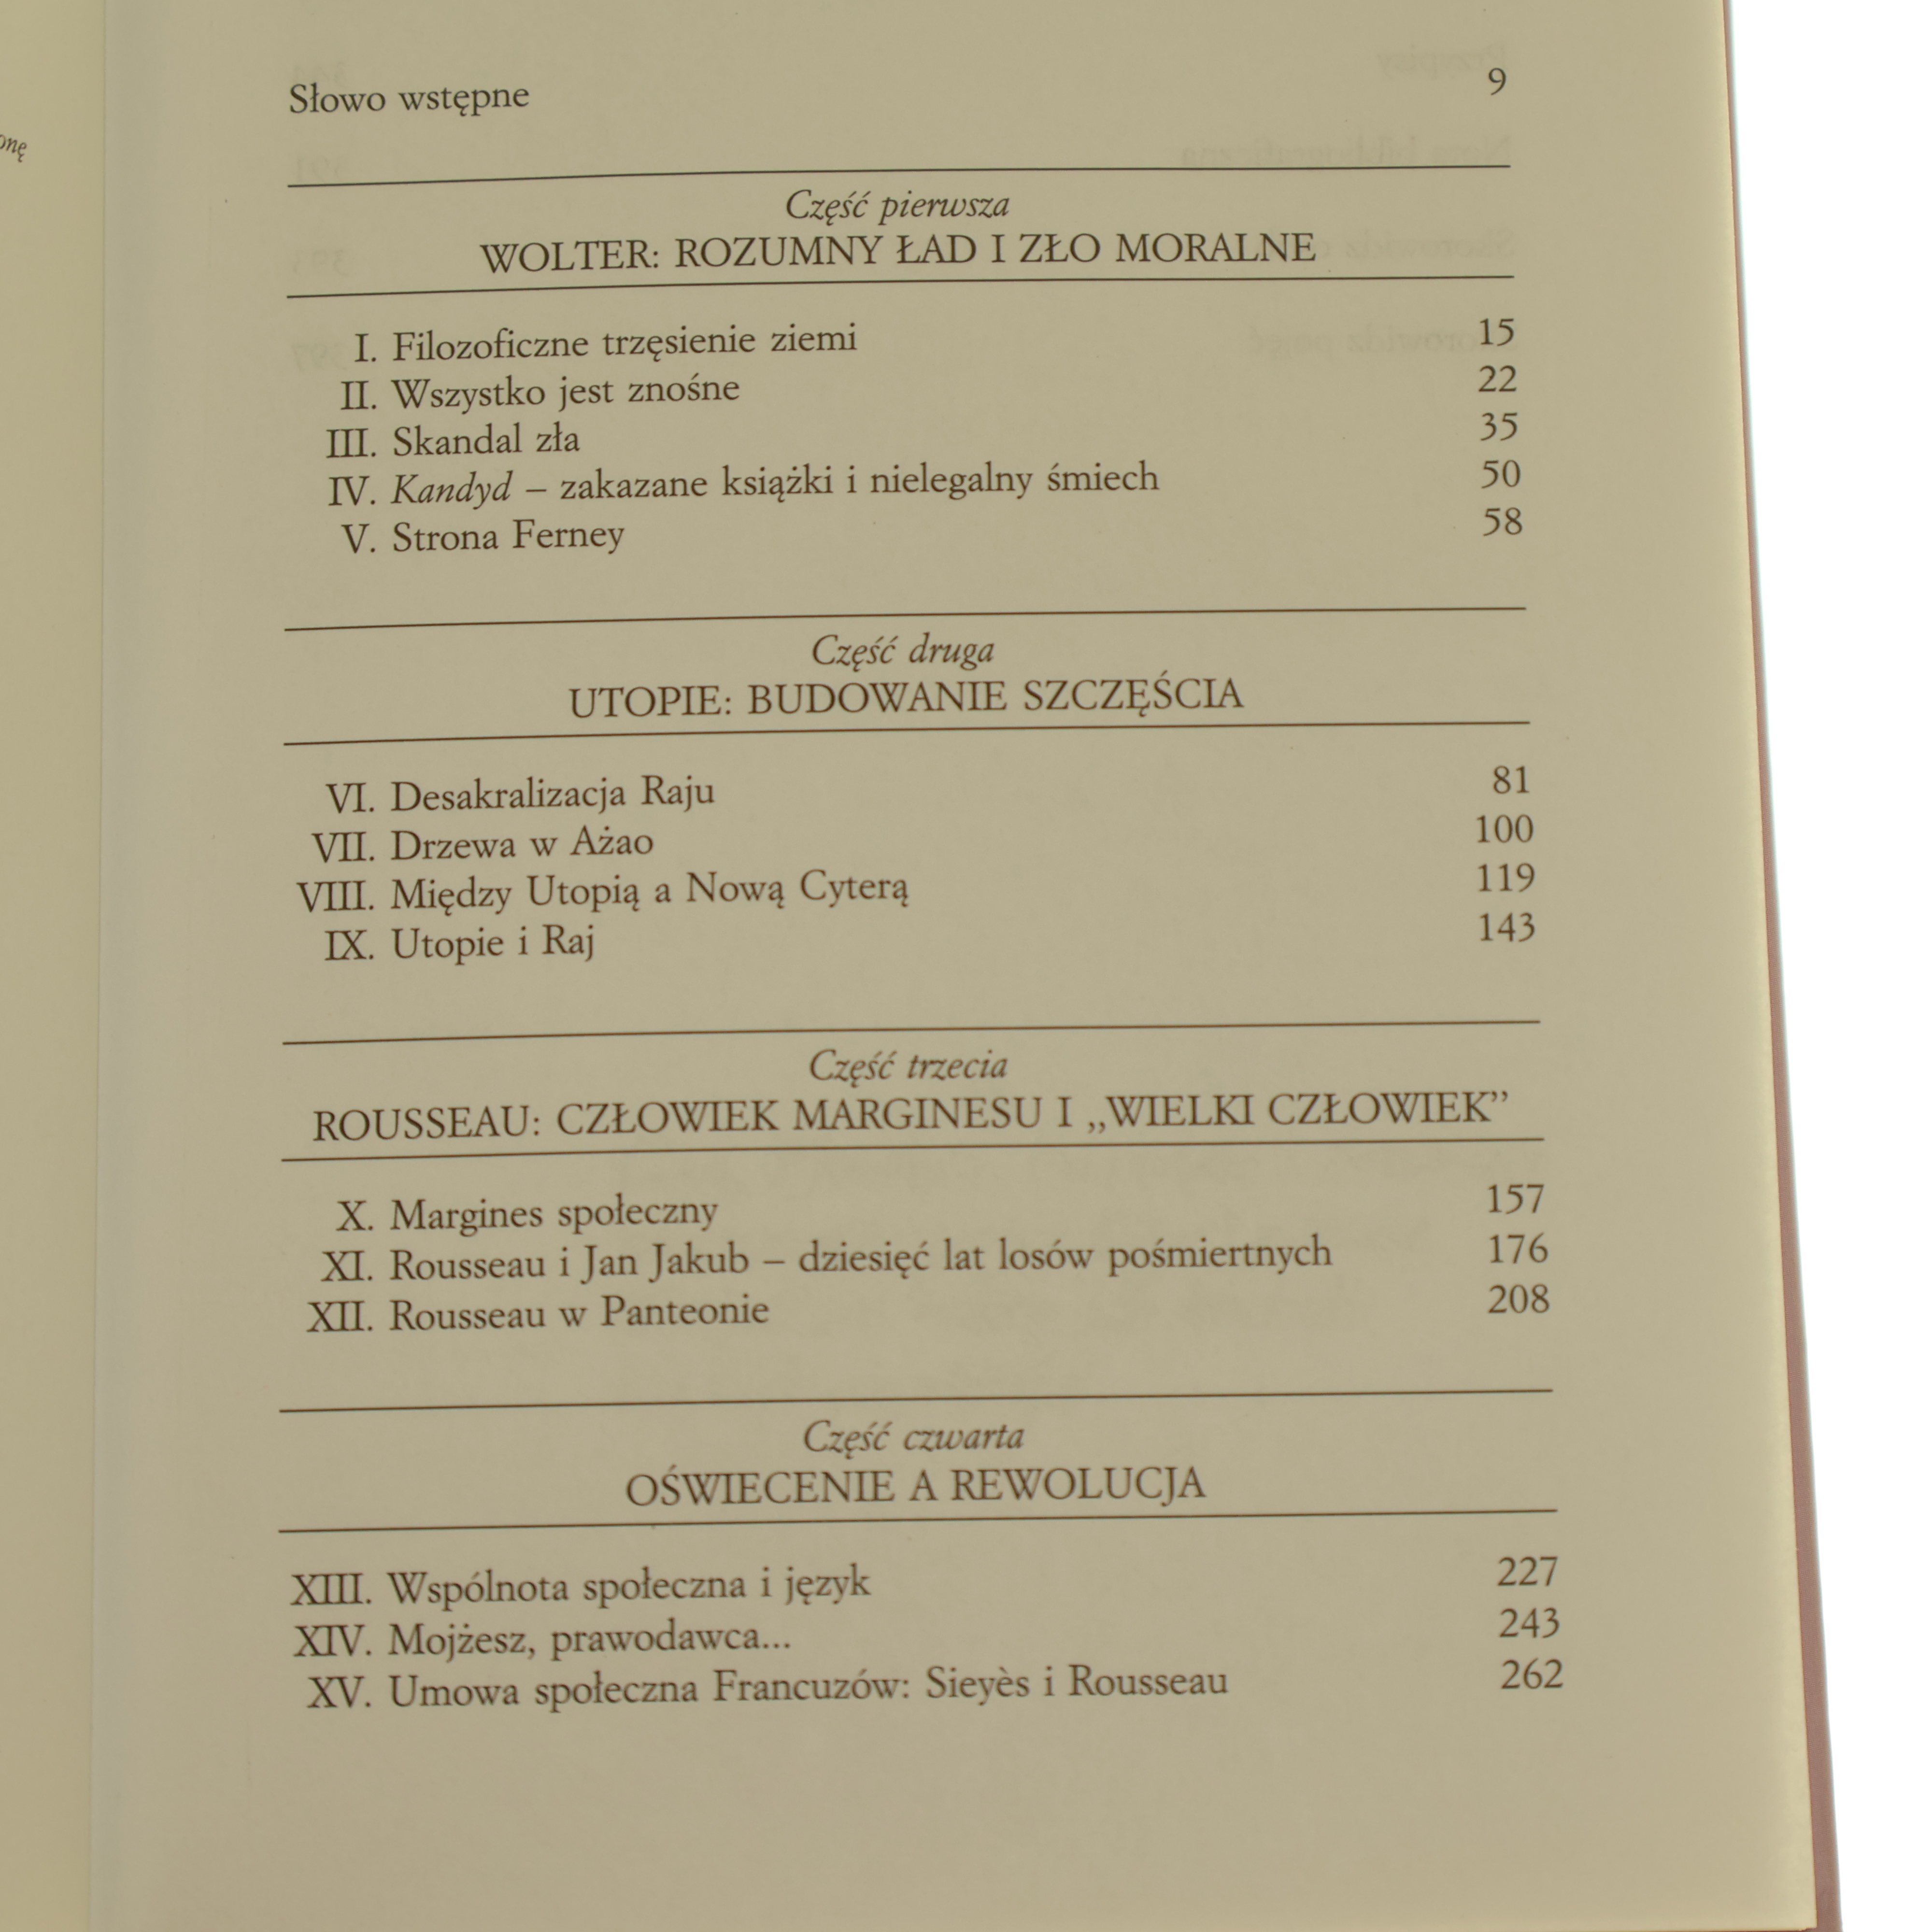 Słowo wstępne 9
Część pierwsza
WOLTER: ROZUMNY ŁAD I ZŁO MORALNE
I. Filozoficzne trzęsienie ziemi 15
II. Wszystko jest znośne 22
III. Skandal zła 35
IV. Kandyd – zakazane książki i nielegalny śmiech 50
V. Strona Ferney 58
Część druga
UTOPIE: BUDOWANIE SZCZĘŚCIA
VI. Desakralizacja Raju 81
VII. Drzewa w Ażao 100
VIII. Między Utopią a Nową Cyterą 119
IX. Utopie i Raj 143
Część trzecia
ROUSSEAU: CZŁOWIEK MARGINESU I „WIELKI CZŁOWIEK”
X. Margines społeczny 157
XI. Rousseau i Jan Jakub – dziesięć lat losów pośmiertnych 176
XII. Rousseau w Panteonie 208
Część czwarta
OŚWIECENIE A REWOLUCJA
XIII. Wspólnota społeczna i język 227
XIV. Mojżesz, prawodawca... 243
XV. Umowa społeczna Francuzów: Sieyès i Rousseau 262